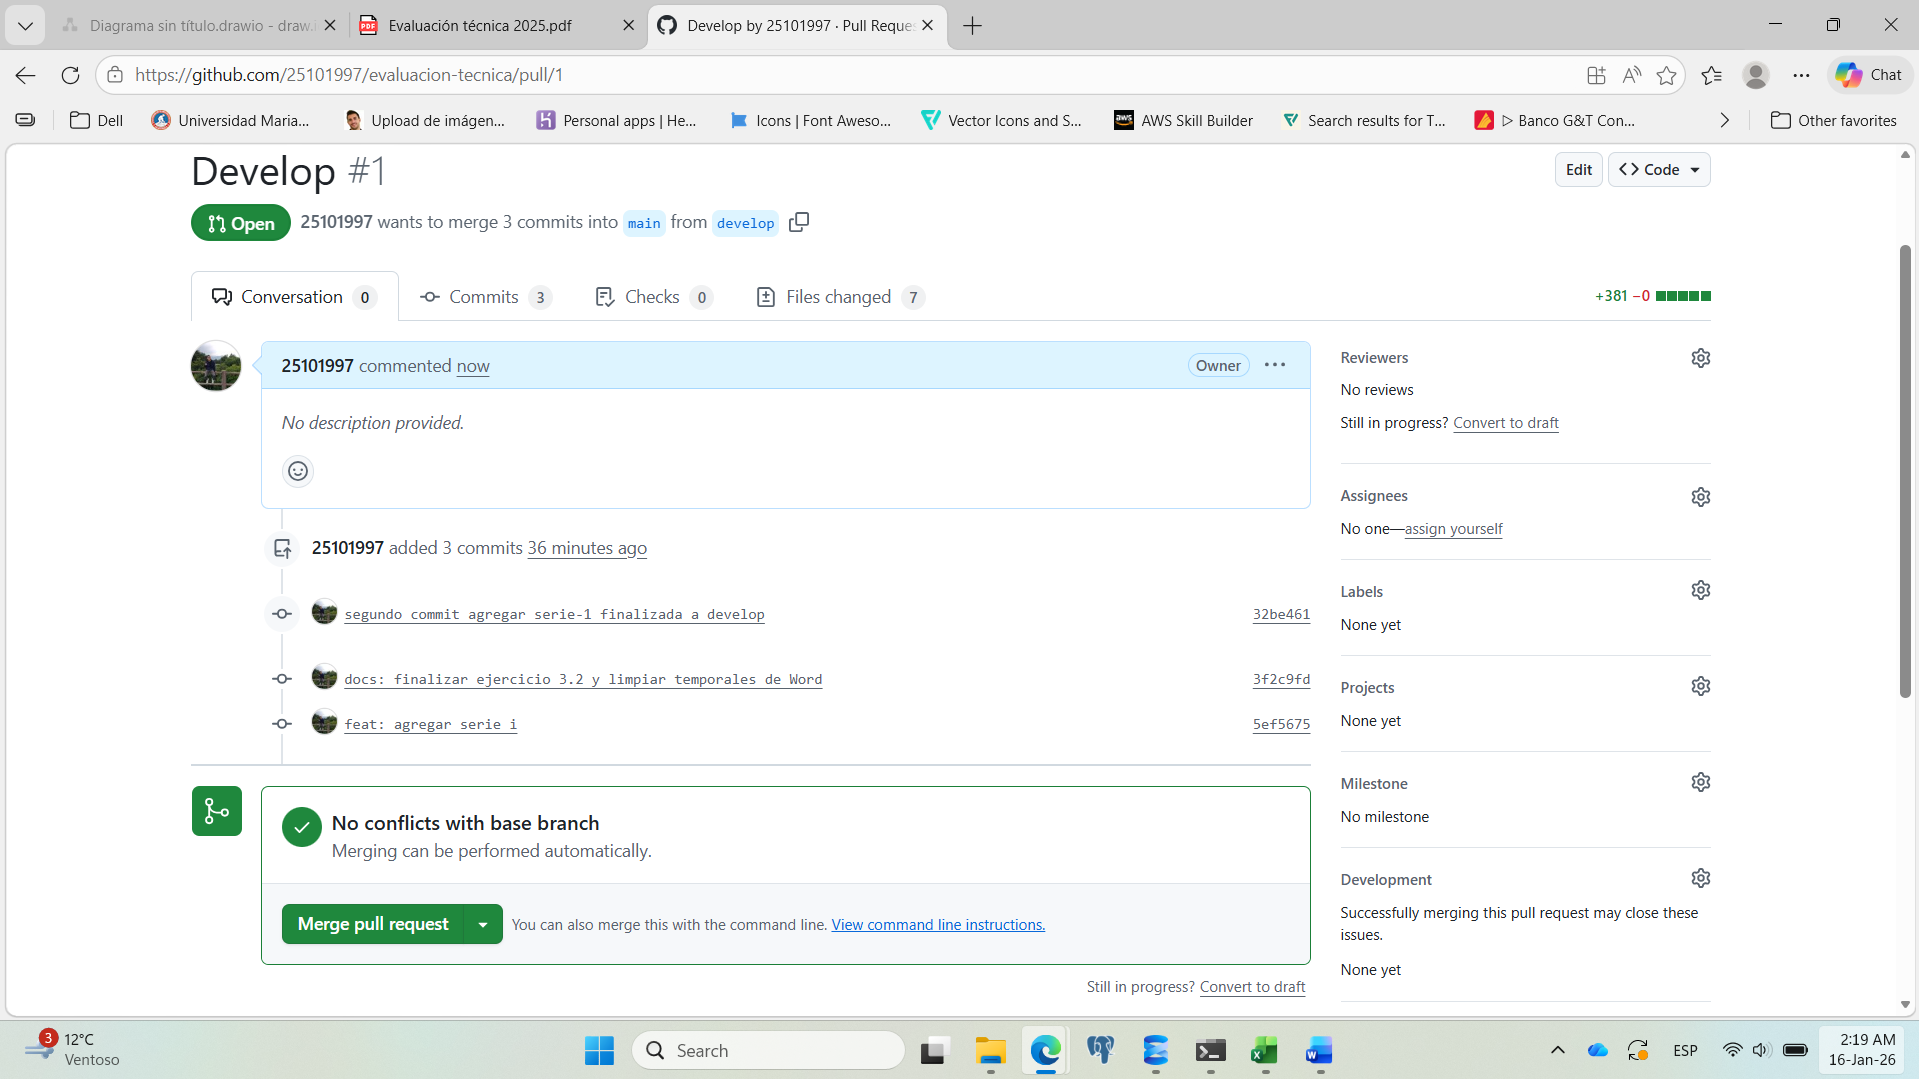 Diagrama sin título.drawio - draw.i
Evaluación técnica 2025.pdf
Develop by 25101997 · Pull Reques
https://github.com/25101997/evaluacion-tecnica/pull/1
Chat
Dell
Universidad Maria...
Upload de imágen...
Personal apps | He...
Icons | Font Aweso...
Vector Icons and S...
AWS Skill Builder
Search results for T...
▷ Banco G&T Con...
Other favorites
Develop #1
Edit
Code
Open
25101997 wants to merge 3 commits into main from develop
Conversation 0
Commits 3
Checks 0
Files changed 7
+381 −0
25101997 commented now
Owner
No description provided.
25101997 added 3 commits 36 minutes ago
segundo commit agregar serie-1 finalizada a develop
32be461
docs: finalizar ejercicio 3.2 y limpiar temporales de Word
3f2c9fd
feat: agregar serie i
5ef5675
No conflicts with base branch
Merging can be performed automatically.
Merge pull request
You can also merge this with the command line. View command line instructions.
Still in progress? Convert to draft
Reviewers
No reviews
Still in progress? Convert to draft
Assignees
No one—assign yourself
Labels
None yet
Projects
None yet
Milestone
No milestone
Development
Successfully merging this pull request may close these
issues.
None yet
3
12°C
Ventoso
Search
ESP
2:19 AM
16-Jan-26